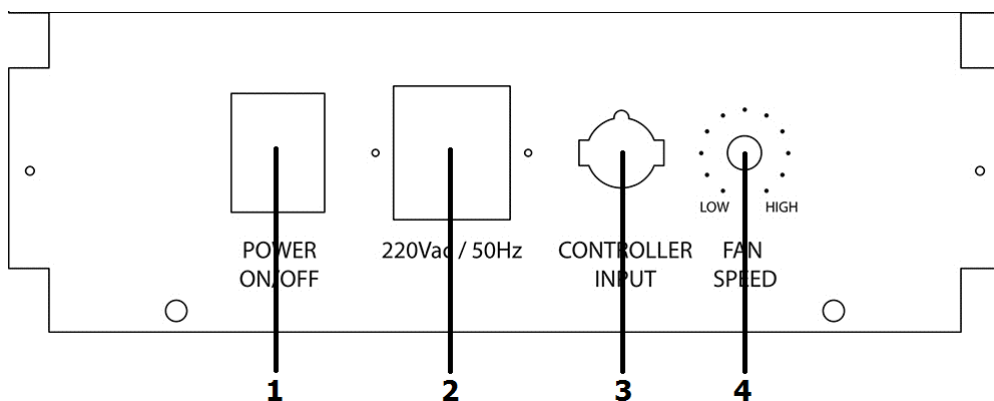 LOW HIGH
POWER ON/OFF
220Vac / 50Hz
CONTROLLER INPUT
FAN SPEED
1 2 3 4